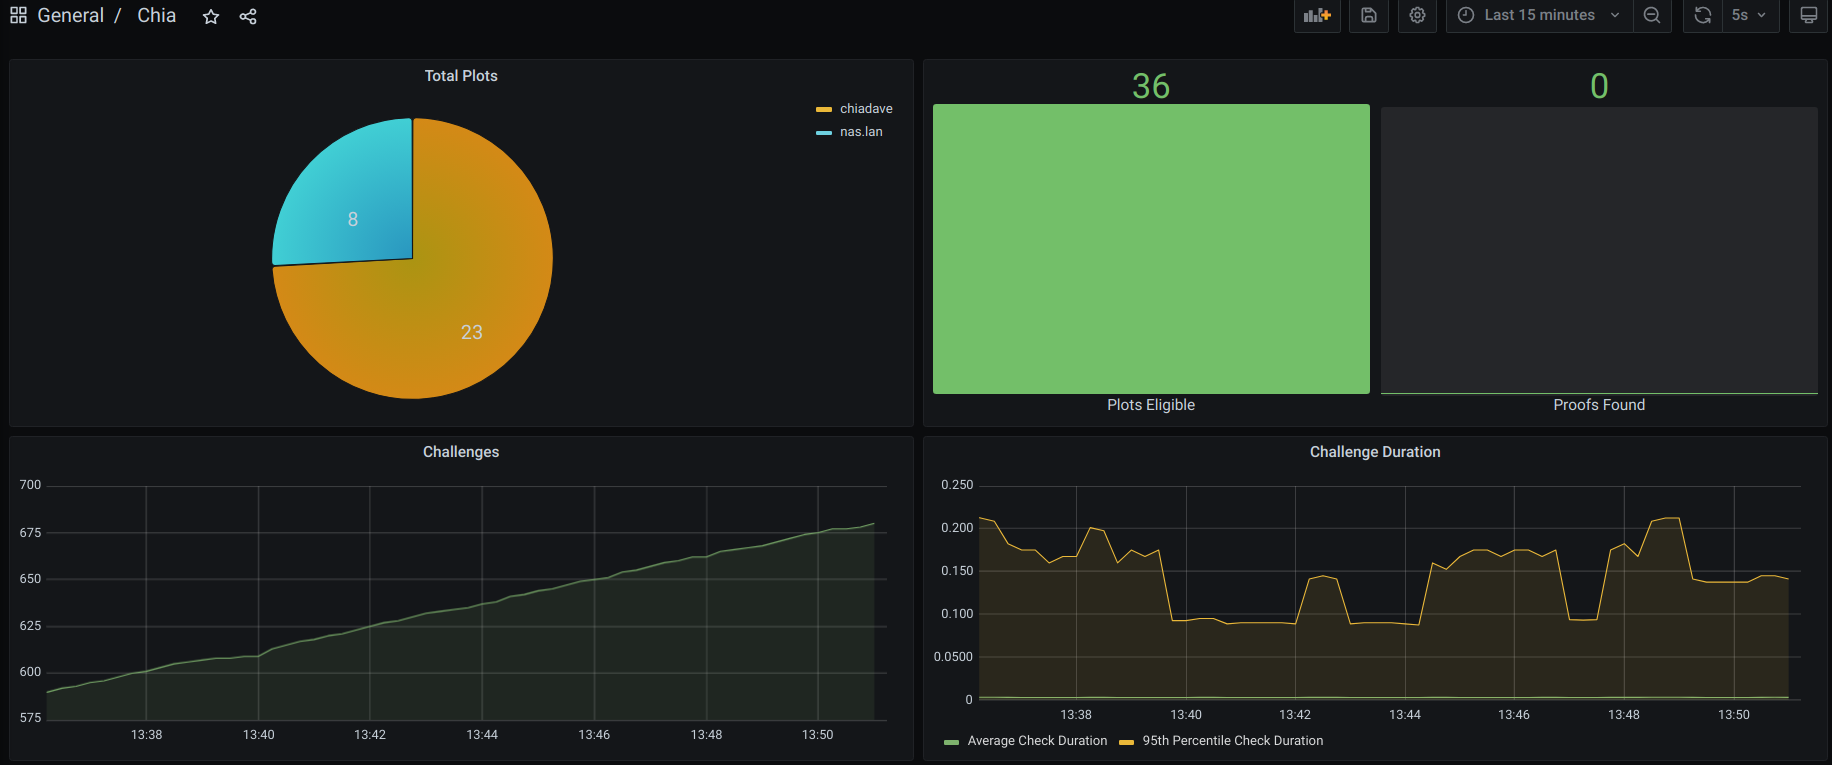 General / Chia
Last 15 minutes
5s
Total Plots
chiadave
nas.lan
8
23
36
0
Plots Eligible
Proofs Found
Challenges
700
675
650
625
600
575
13:38 13:40 13:42 13:44 13:46 13:48 13:50
Challenge Duration
0.250
0.200
0.150
0.100
0.0500
0
13:38 13:40 13:42 13:44 13:46 13:48 13:50
Average Check Duration 95th Percentile Check Duration